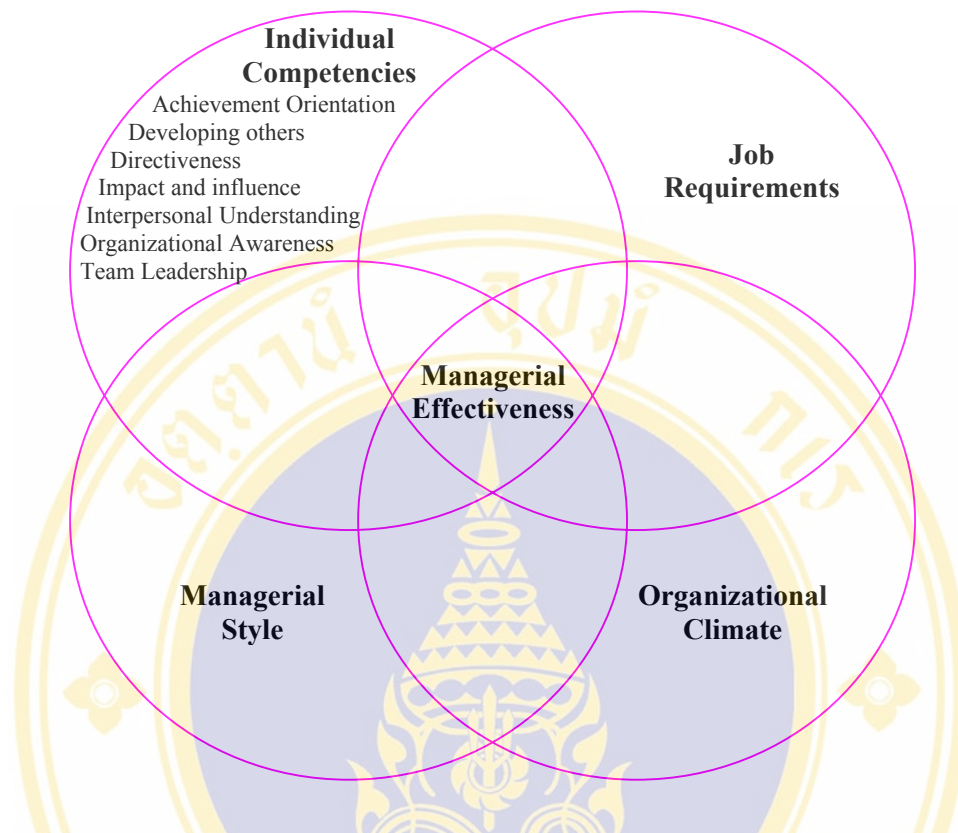 Individual
Competencies
Achievement Orientation
Developing others
Directiveness
Impact and influence
Interpersonal Understanding
Organizational Awareness
Team Leadership
Job
Requirements
Managerial
Effectiveness
Managerial
Style
Organizational
Climate